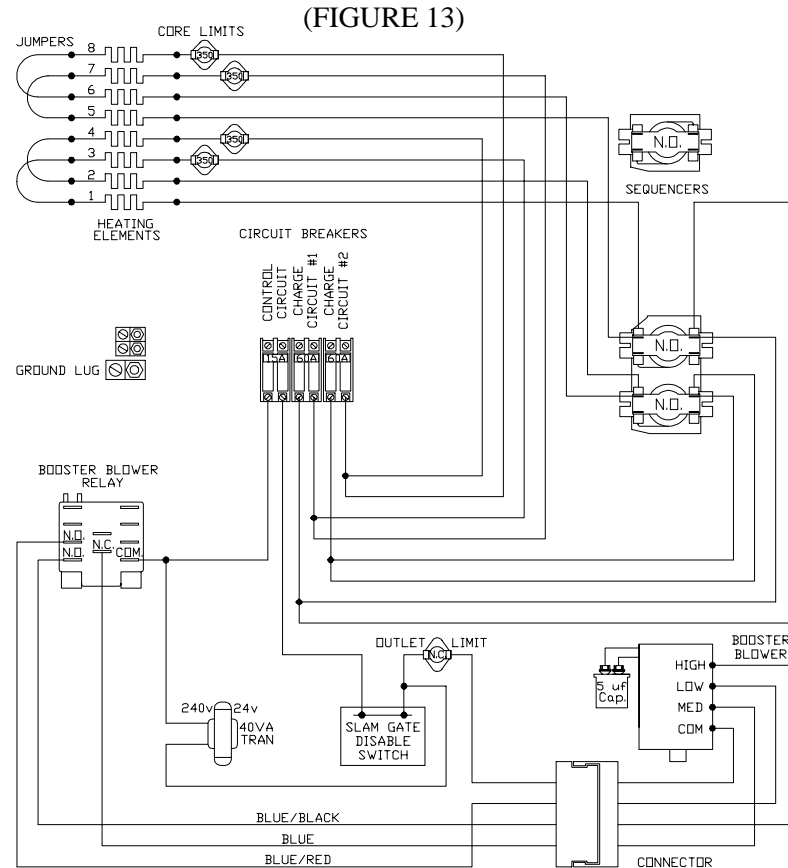 (FIGURE 13)
JUMPERS
CORE LIMITS
8
350
7
350
6
5
4
350
3
350
2
1
HEATING
ELEMENTS
N.O.
SEQUENCERS
CIRCUIT BREAKERS
CONTROL
CIRCUIT
CHARGE
CIRCUIT #1
CHARGE
CIRCUIT #2
15A
60A
60A
N.O.
N.O.
GROUND LUG
BOOSTER BLOWER
RELAY
N.O.
N.O.
N.C.
COM.
OUTLET LIMIT
N.C.
BOOSTER
BLOWER
HIGH
LOW
MED
COM
5 uf
Cap.
240v
24v
40VA
TRAN
SLAM GATE
DISABLE
SWITCH
BLUE/BLACK
BLUE
BLUE/RED
CONNECTOR